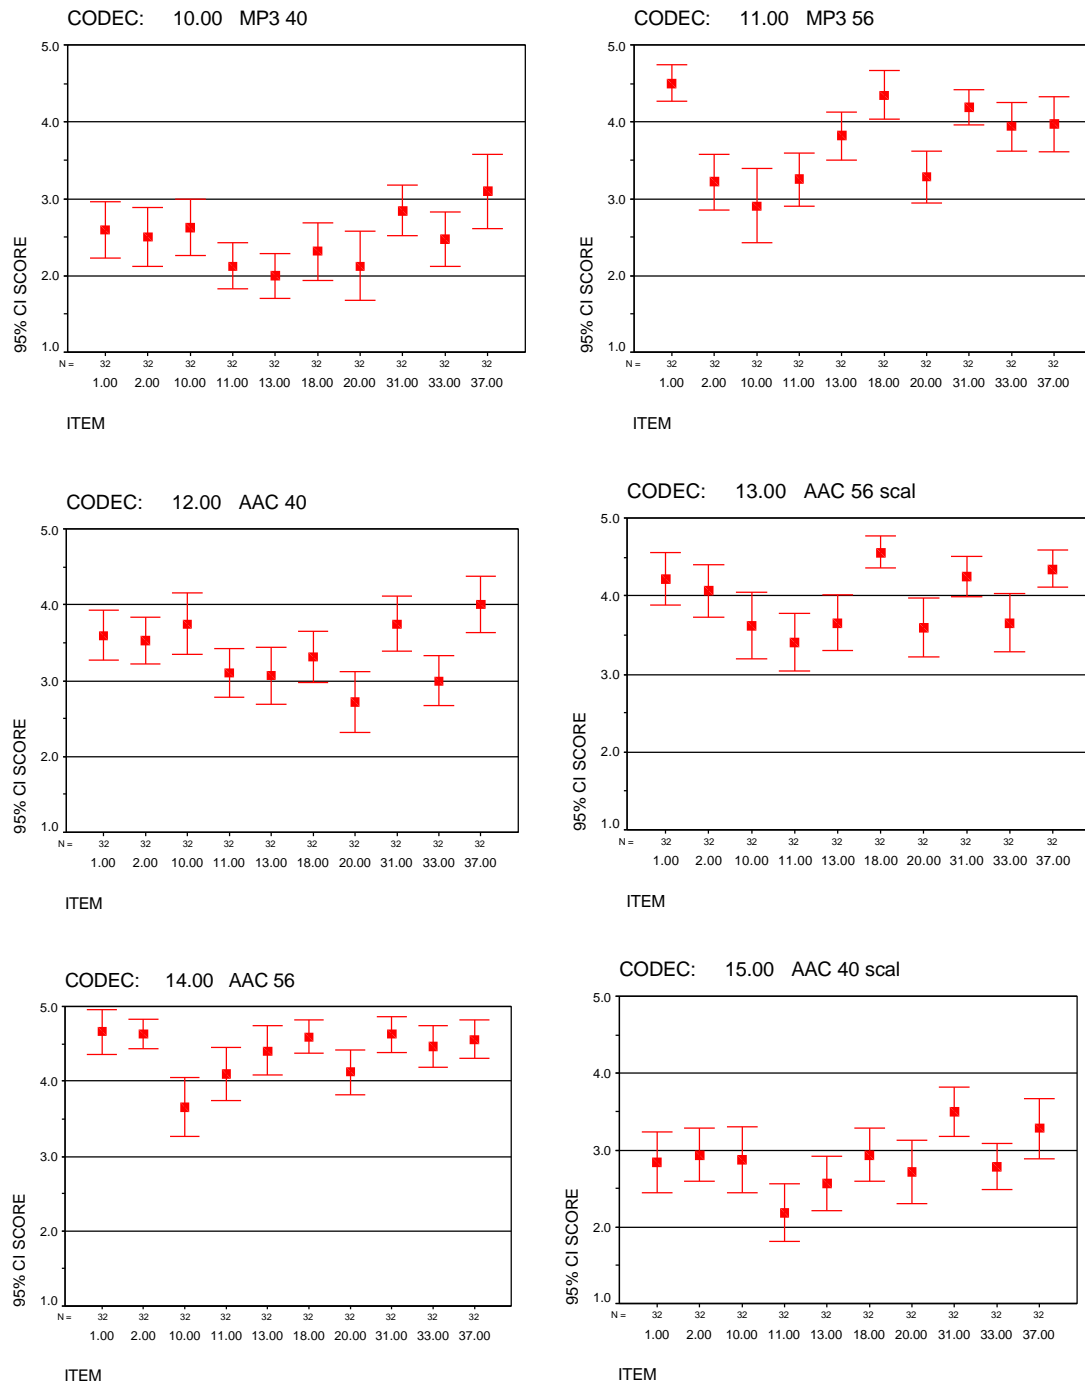 CODEC: 10.00 MP3 40
5.0
4.0
3.0
2.0
1.0
95% CI SCORE
N = 32 32 32 32 32 32 32 32 32 32
1.00 2.00 10.00 11.00 13.00 18.00 20.00 31.00 33.00 37.00
ITEM
CODEC: 11.00 MP3 56
5.0
4.0
3.0
2.0
1.0
95% CI SCORE
N = 32 32 32 32 32 32 32 32 32 32
1.00 2.00 10.00 11.00 13.00 18.00 20.00 31.00 33.00 37.00
ITEM
CODEC: 12.00 AAC 40
5.0
4.0
3.0
2.0
1.0
95% CI SCORE
N = 32 32 32 32 32 32 32 32 32 32
1.00 2.00 10.00 11.00 13.00 18.00 20.00 31.00 33.00 37.00
ITEM
CODEC: 13.00 AAC 56 scal
5.0
4.0
3.0
2.0
1.0
95% CI SCORE
N = 32 32 32 32 32 32 32 32 32 32
1.00 2.00 10.00 11.00 13.00 18.00 20.00 31.00 33.00 37.00
ITEM
CODEC: 14.00 AAC 56
5.0
4.0
3.0
2.0
1.0
95% CI SCORE
N = 32 32 32 32 32 32 32 32 32 32
1.00 2.00 10.00 11.00 13.00 18.00 20.00 31.00 33.00 37.00
ITEM
CODEC: 15.00 AAC 40 scal
5.0
4.0
3.0
2.0
1.0
95% CI SCORE
N = 32 32 32 32 32 32 32 32 32 32
1.00 2.00 10.00 11.00 13.00 18.00 20.00 31.00 33.00 37.00
ITEM